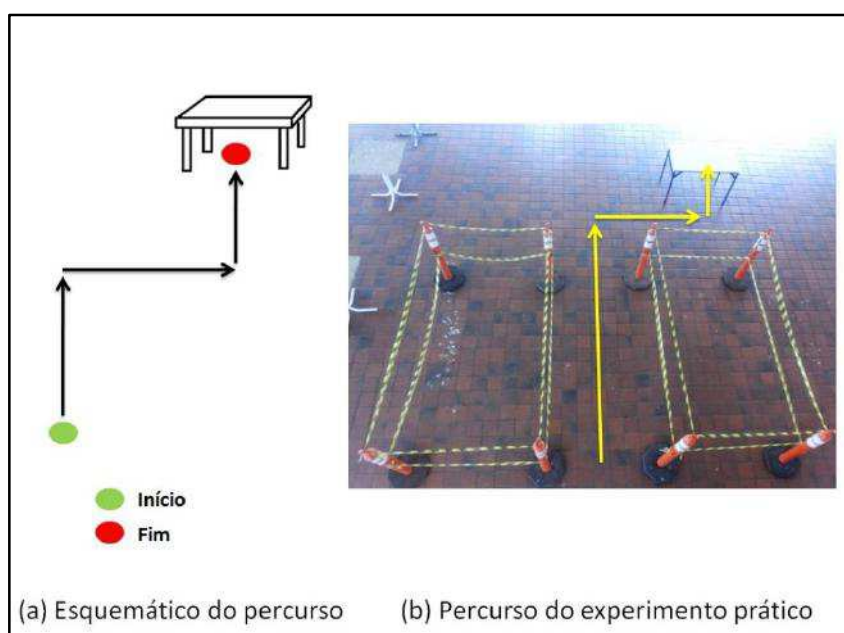 Início
Fim
(a) Esquemático do percurso
(b) Percurso do experimento prático